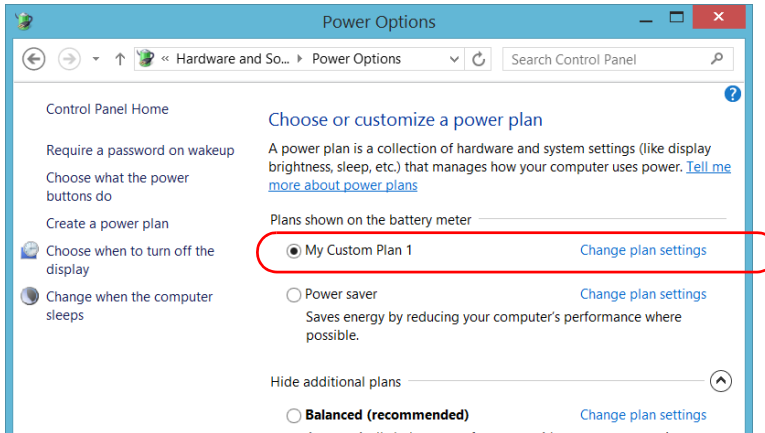 Power Options
« Hardware and So... Power Options
Search Control Panel
Control Panel Home
Require a password on wakeup
Choose what the power
buttons do
Create a power plan
Choose when to turn off the
display
Change when the computer
sleeps
Choose or customize a power plan
A power plan is a collection of hardware and system settings (like display
brightness, sleep, etc.) that manages how your computer uses power. Tell me
more about power plans
Plans shown on the battery meter
My Custom Plan 1 Change plan settings
Power saver Change plan settings
Saves energy by reducing your computer's performance where
possible.
Hide additional plans
Balanced (recommended) Change plan settings